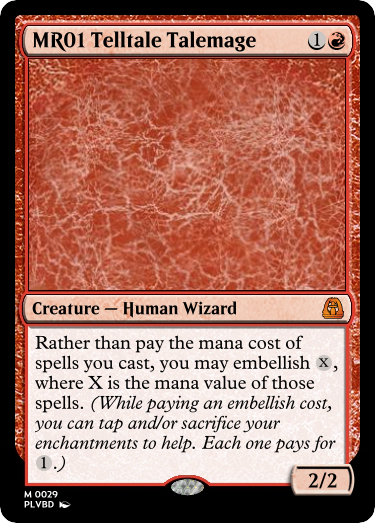 MR01 Telltale Talemage 1
Creature — Human Wizard
Rather than pay the mana cost of
spells you cast, you may embellish X,
where X is the mana value of those
spells. (While paying an embellish cost,
you can tap and/or sacrifice your
enchantments to help. Each one pays for
1.)
2/2
M 0029
PLVBD